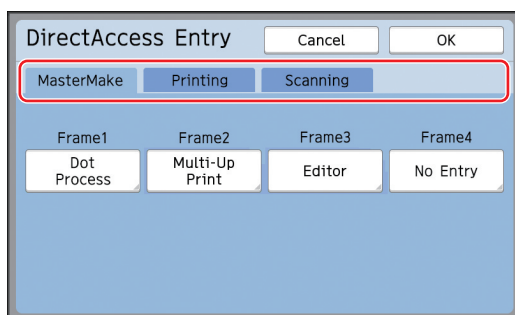 DirectAccess Entry Cancel OK
MasterMake Printing Scanning
Frame1 Frame2 Frame3 Frame4
Dot Process Multi-Up Print Editor No Entry